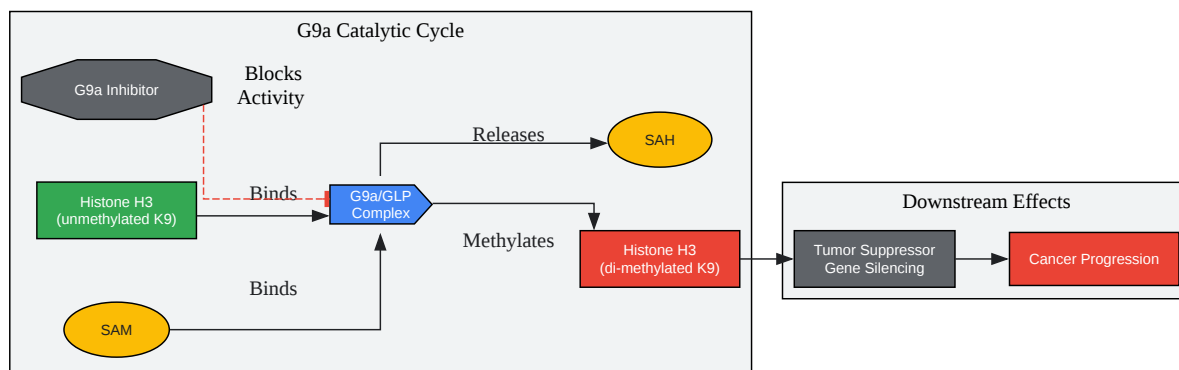 G9a Catalytic Cycle
G9a Inhibitor
Blocks
Activity
Releases
SAH
Histone H3
(unmethylated K9)
Binds
G9a/GLP
Complex
Methylates
Histone H3
(di-methylated K9)
Binds
SAM
Downstream Effects
Tumor Suppressor
Gene Silencing
Cancer Progression